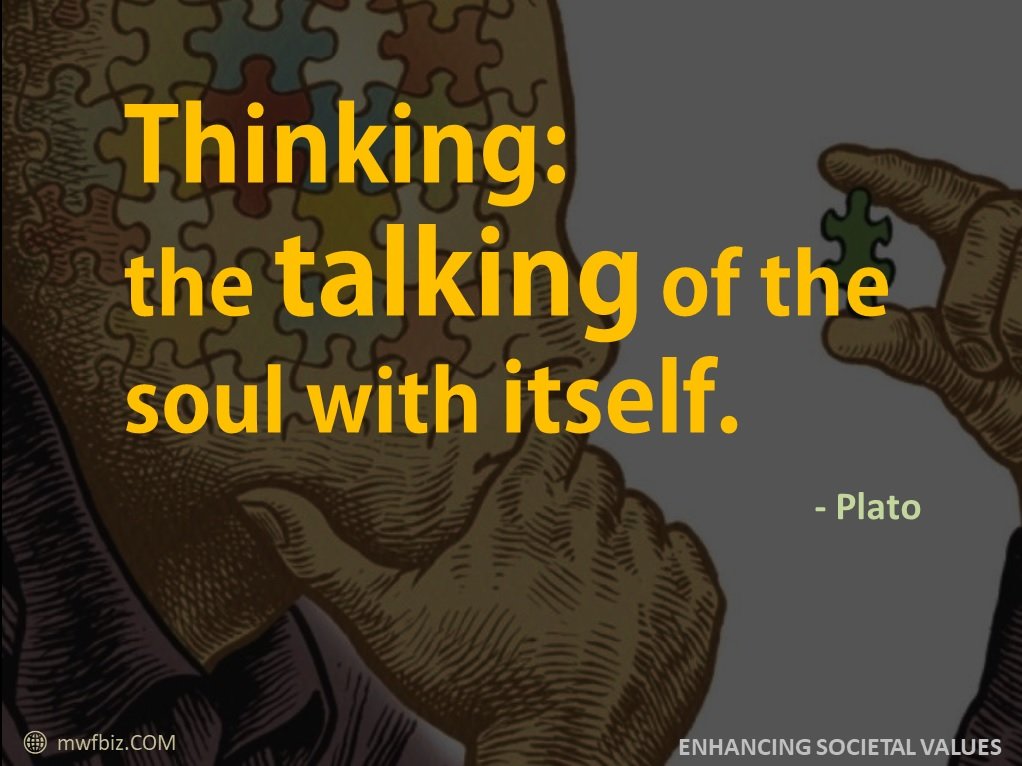 Thinking:
the talking of the
soul with itself.
- Plato
mwfbiz.COM
ENHANCING SOCIETAL VALUES